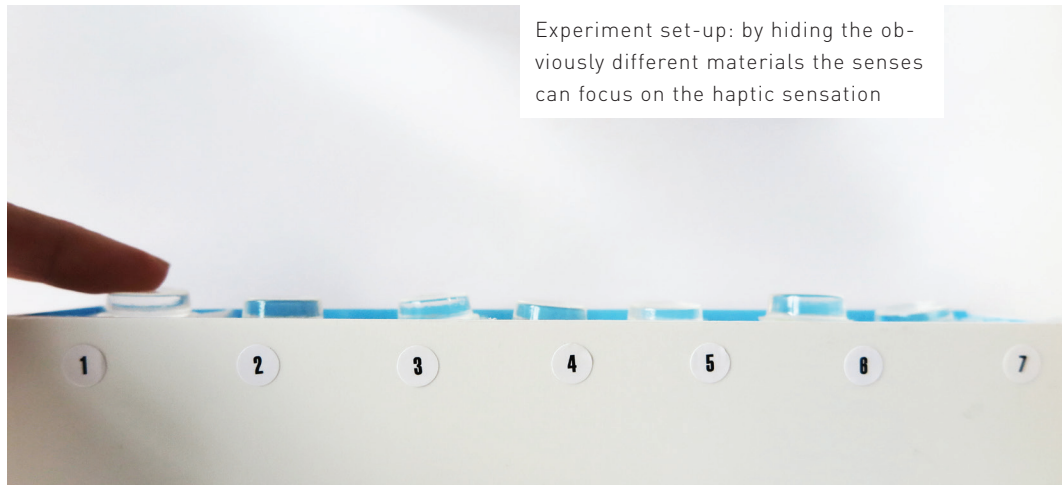 Experiment set-up: by hiding the ob-
viously different materials the senses
can focus on the haptic sensation
1 2 3 4 5 6 7